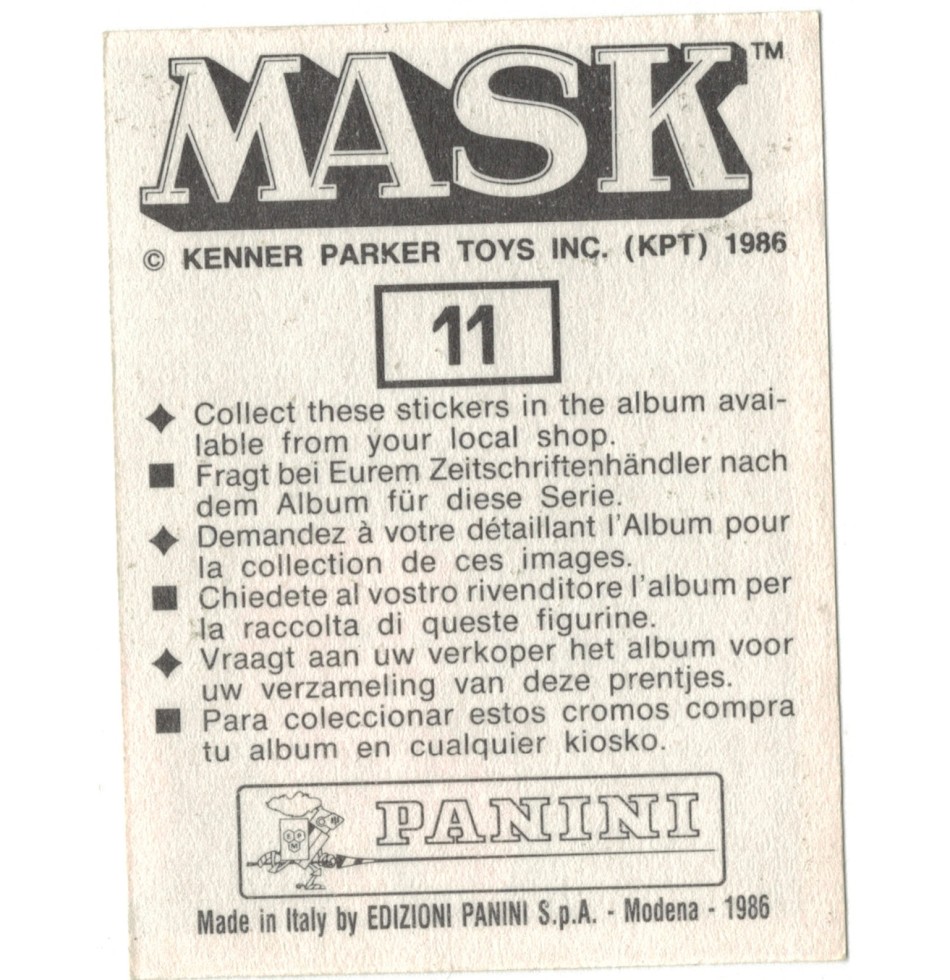 MASK™
© KENNER PARKER TOYS INC. (KPT) 1986
11
◆ Collect these stickers in the album avai-
lable from your local shop.
■ Fragt bei Eurem Zeitschriftenhändler nach
dem Album für diese Serie.
◆ Demandez à votre détaillant l'Album pour
la collection de ces images.
■ Chiedete al vostro rivenditore l'album per
la raccolta di queste figurine.
◆ Vraagt aan uw verkoper het album voor
uw verzameling van deze prentjes.
■ Para coleccionar estos cromos compra
tu album en cualquier kiosko.
PANINI
Made in Italy by EDIZIONI PANINI S.p.A. - Modena - 1986